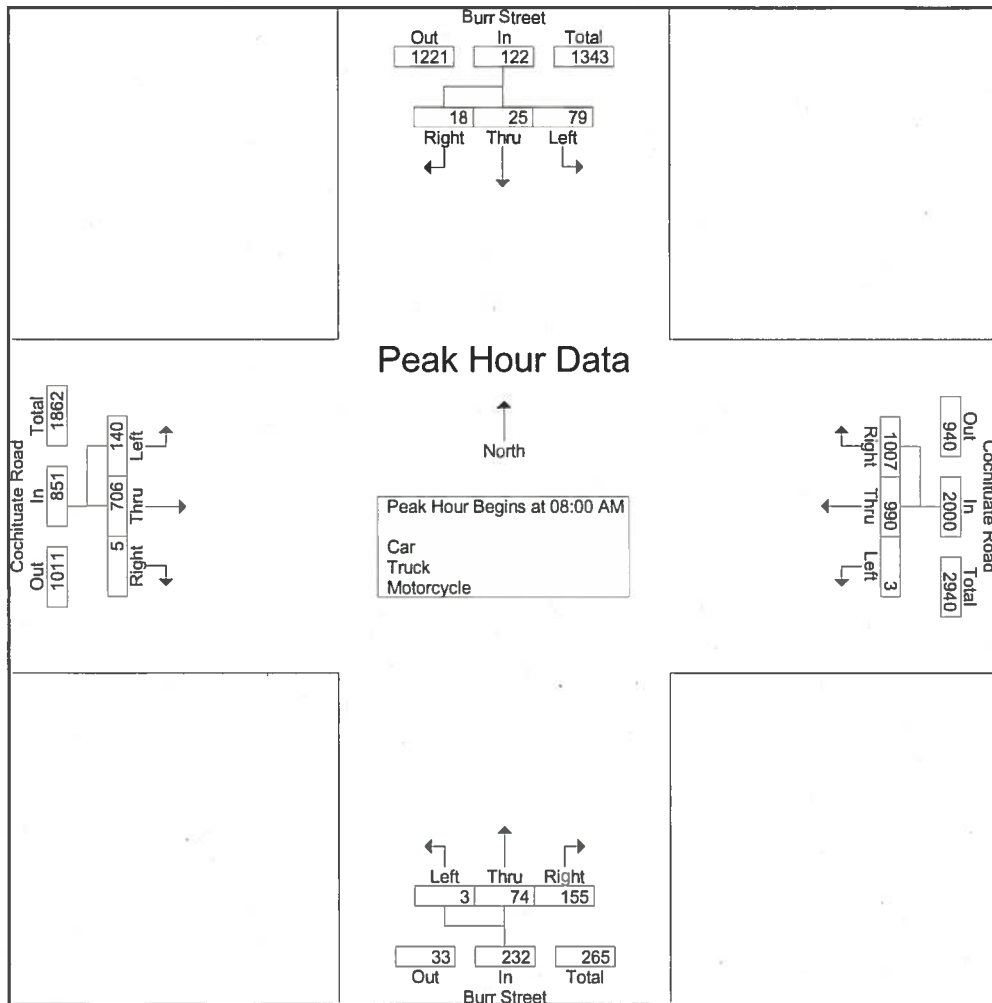 Burr Street
Out In Total
1221 122 1343
18 25 79
Right Thru Left
Peak Hour Data
North
Peak Hour Begins at 08:00 AM
Car
Truck
Motorcycle
Cochituate Road
Out In Total
1011 851 1862
Left Thru Right
140 706 5
Cochituate Road
Out In Total
940 2000 2940
Right Thru Left
1007 990 3
Left Thru Right
3 74 155
33 232 265
Out In Total
Burr Street